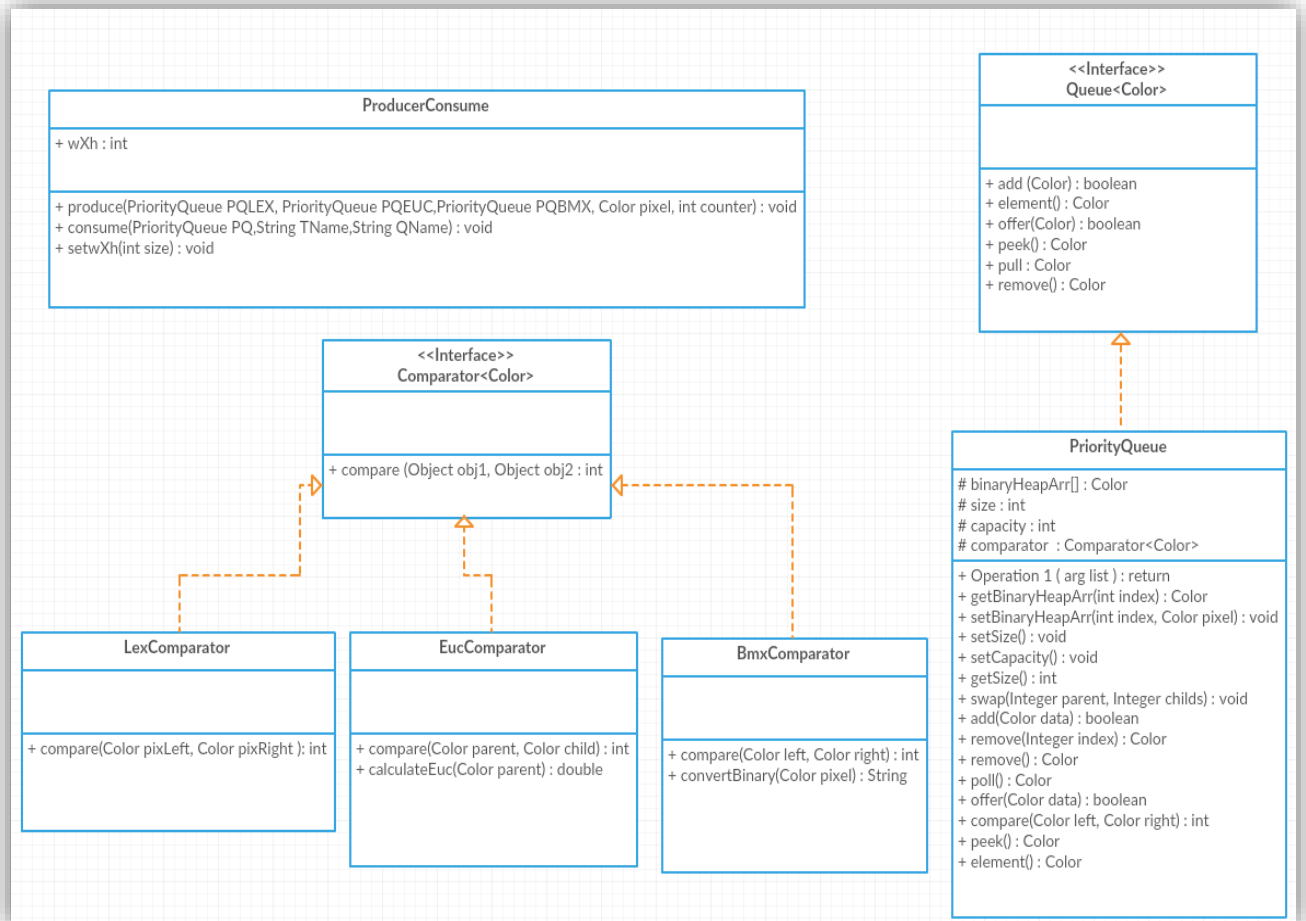 ProducerConsume
+ wXh : int
+ produce(PriorityQueue PQLEX, PriorityQueue PQEUC,PriorityQueue PQBMX, Color pixel, int counter) : void
+ consume(PriorityQueue PQ,String TName,String QName) : void
+ setwXh(int size) : void
<<Interface>>
Queue<Color>
+ add (Color) : boolean
+ element() : Color
+ offer(Color) : boolean
+ peek() : Color
+ pull : Color
+ remove() : Color
<<Interface>>
Comparator<Color>
+ compare (Object obj1, Object obj2 : int
LexComparator
+ compare(Color pixLeft, Color pixRight ): int
EucComparator
+ compare(Color parent, Color child) : int
+ calculateEuc(Color parent) : double
BmxComparator
+ compare(Color left, Color right) : int
+ convertBinary(Color pixel) : String
PriorityQueue
# binaryHeapArr[] : Color
# size : int
# capacity : int
# comparator : Comparator<Color>
+ Operation 1 ( arg list ) : return
+ getBinaryHeapArr(int index) : Color
+ setBinaryHeapArr(int index, Color pixel) : void
+ setSize() : void
+ setCapacity() : void
+ getSize() : int
+ swap(Integer parent, Integer childs) : void
+ add(Color data) : boolean
+ remove(Integer index) : Color
+ remove() : Color
+ poll() : Color
+ offer(Color data) : boolean
+ compare(Color left, Color right) : int
+ peek() : Color
+ element() : Color